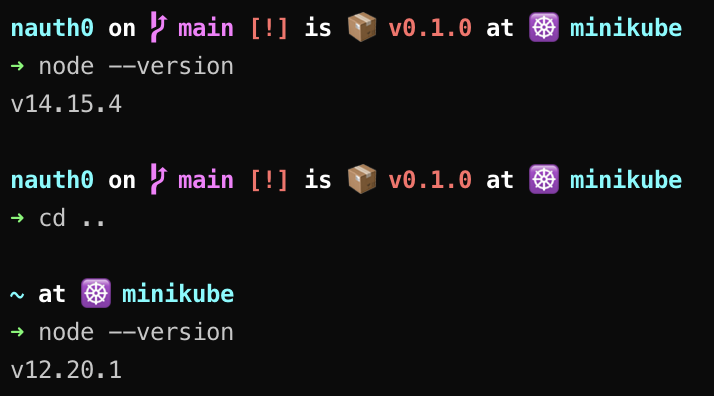 nauth0 on main [!] is 📦 v0.1.0 at ☸️ minikube
➜ node --version
v14.15.4
nauth0 on main [!] is 📦 v0.1.0 at ☸️ minikube
➜ cd ..
~ at ☸️ minikube
➜ node --version
v12.20.1